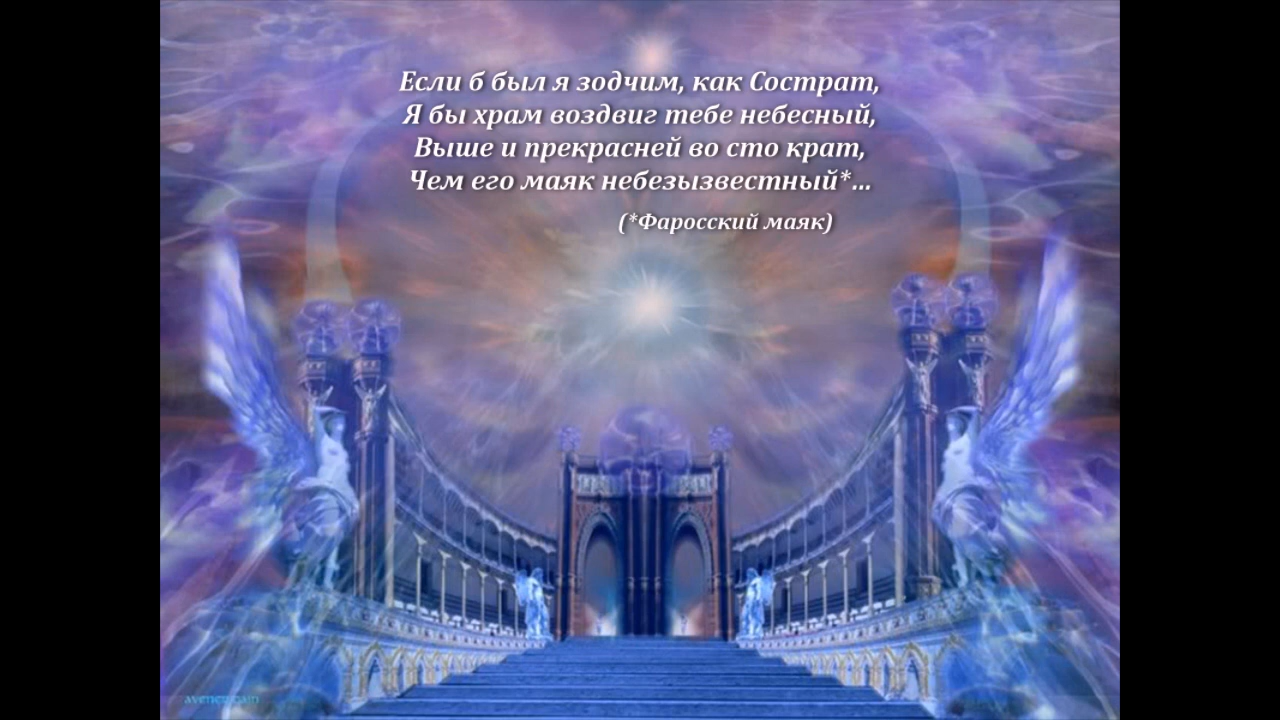 Если б был я зодчим, как Сострат,
Я бы храм воздвиг тебе небесный,
Выше и прекрасней во сто крат,
Чем его маяк небезызвестный*...
(*Фаросский маяк)